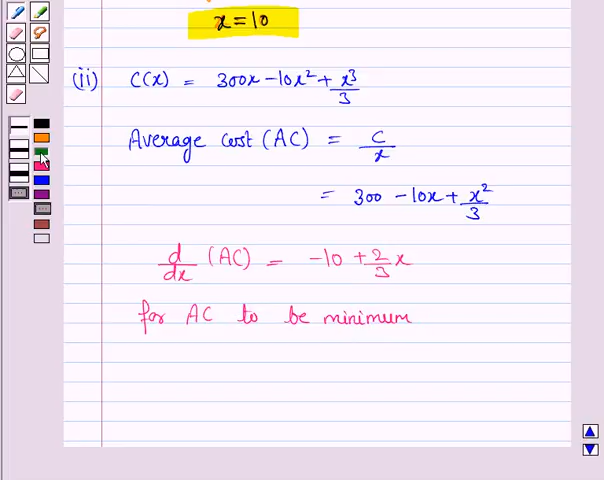 x = 10
(ii) C(x) = 300x - 10x² + x³/3
Average cost (AC) = C/x
= 300 - 10x + x²/3
d/dx (AC) = -10 + 2/3 x
for AC to be minimum